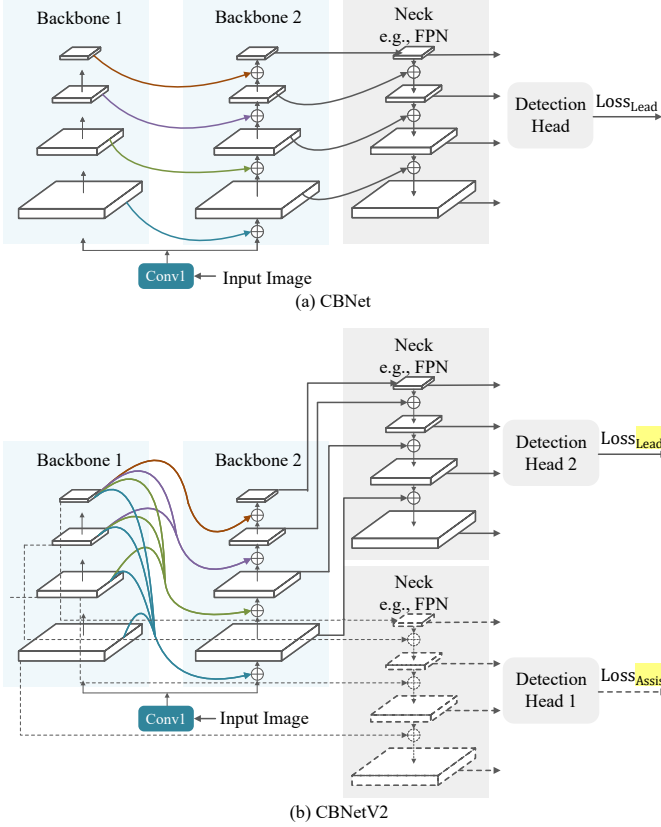 Backbone 1
Backbone 2
Neck
e.g., FPN
Detection
Head
LossLead
Conv1
Input Image
(a) CBNet
Neck
e.g., FPN
Backbone 1
Backbone 2
Detection
Head 2
LossLead
Neck
e.g., FPN
Detection
Head 1
LossAssis
Conv1
Input Image
(b) CBNetV2